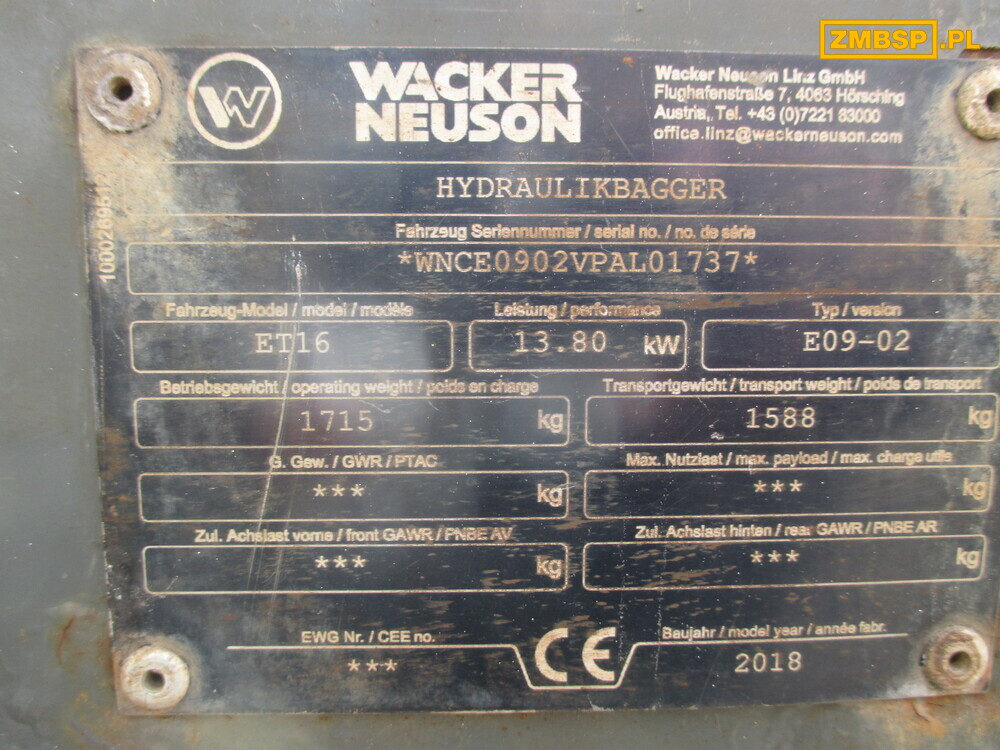 ZMBSP.PL
WACKER
NEUSON
Wacker Neuson Linz GmbH
Flughafenstraße 7, 4063 Hörsching
Austria, Tel. +43 (0)7221 63000
office.linz@wackerneuson.com
HYDRAULIKBAGGER
Fahrzeug Seriennummer / serial no. / no. de série
*WNCE0902VPAL01737*
Fahrzeug-Model / model / modèle
ET16
Leistung / performance
13.80 kW
Typ / version
E09-02
Betriebsgewicht / operating weight / poids en charge
1715 kg
Transportgewicht / transport weight / poids de transport
1588 kg
G. Gew. / GWR / PTAC
*** kg
Max. Nutzlast / max. payload / max. charge utile
*** kg
Zul. Achslast vorne / front GAWR / PNBE AV
*** kg
Zul. Achslast hinten / rear GAWR / PNBE AR
*** kg
EWG Nr. / CEE no.
***
CE
Baujahr / model year / année fabr.
2018